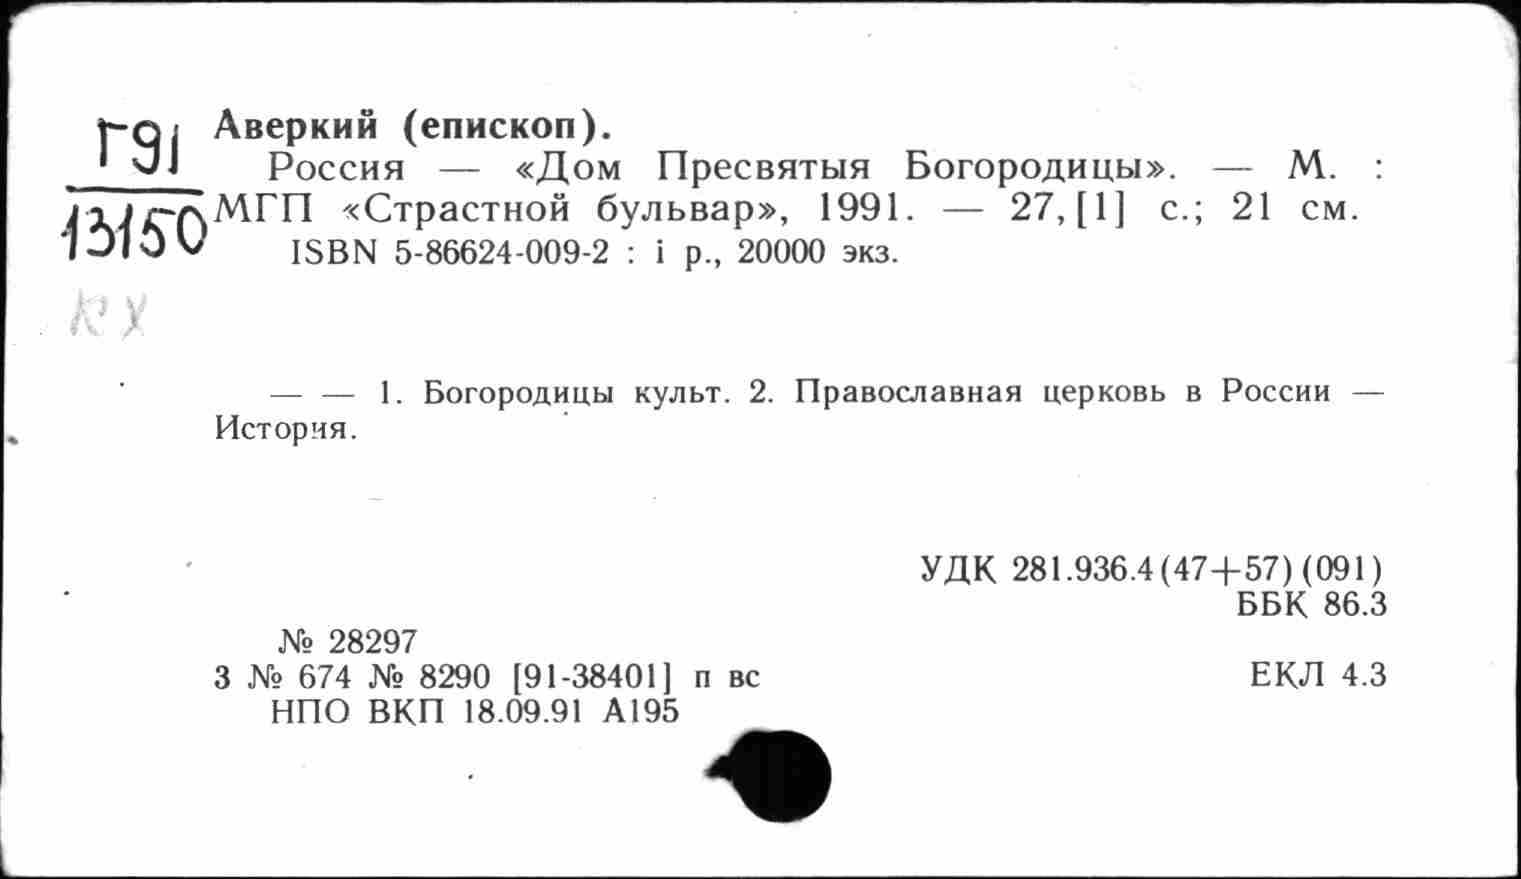 Г91
13150
кх
Аверкий (епископ).
Россия — «Дом Пресвятыя Богородицы». — М. :
МГП «Страстной бульвар», 1991. — 27, [1] с.; 21 см.
ISBN 5-86624-009-2 : i р., 20000 экз.
— — 1. Богородицы культ. 2. Православная церковь в России —
История.
УДК 281.936.4(47+57)(091)
ББК 86.3
№ 28297
3 № 674 № 8290 [91-38401] п вс
ЕКЛ 4.3
НПО ВКП 18.09.91 А195